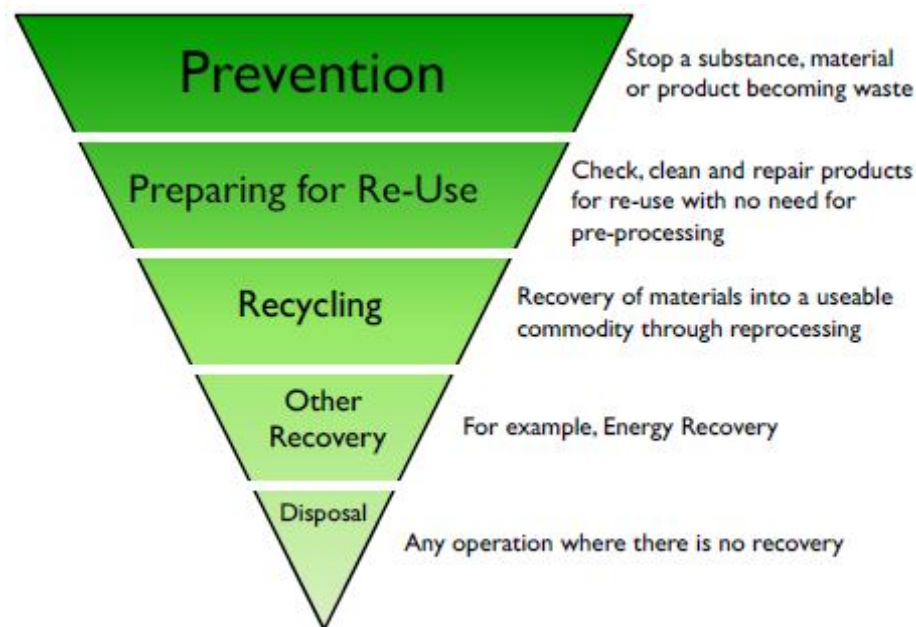 Prevention
Stop a substance, material
or product becoming waste
Preparing for Re-Use
Check, clean and repair products
for re-use with no need for
pre-processing
Recycling
Recovery of materials into a useable
commodity through reprocessing
Other
Recovery
For example, Energy Recovery
Disposal
Any operation where there is no recovery